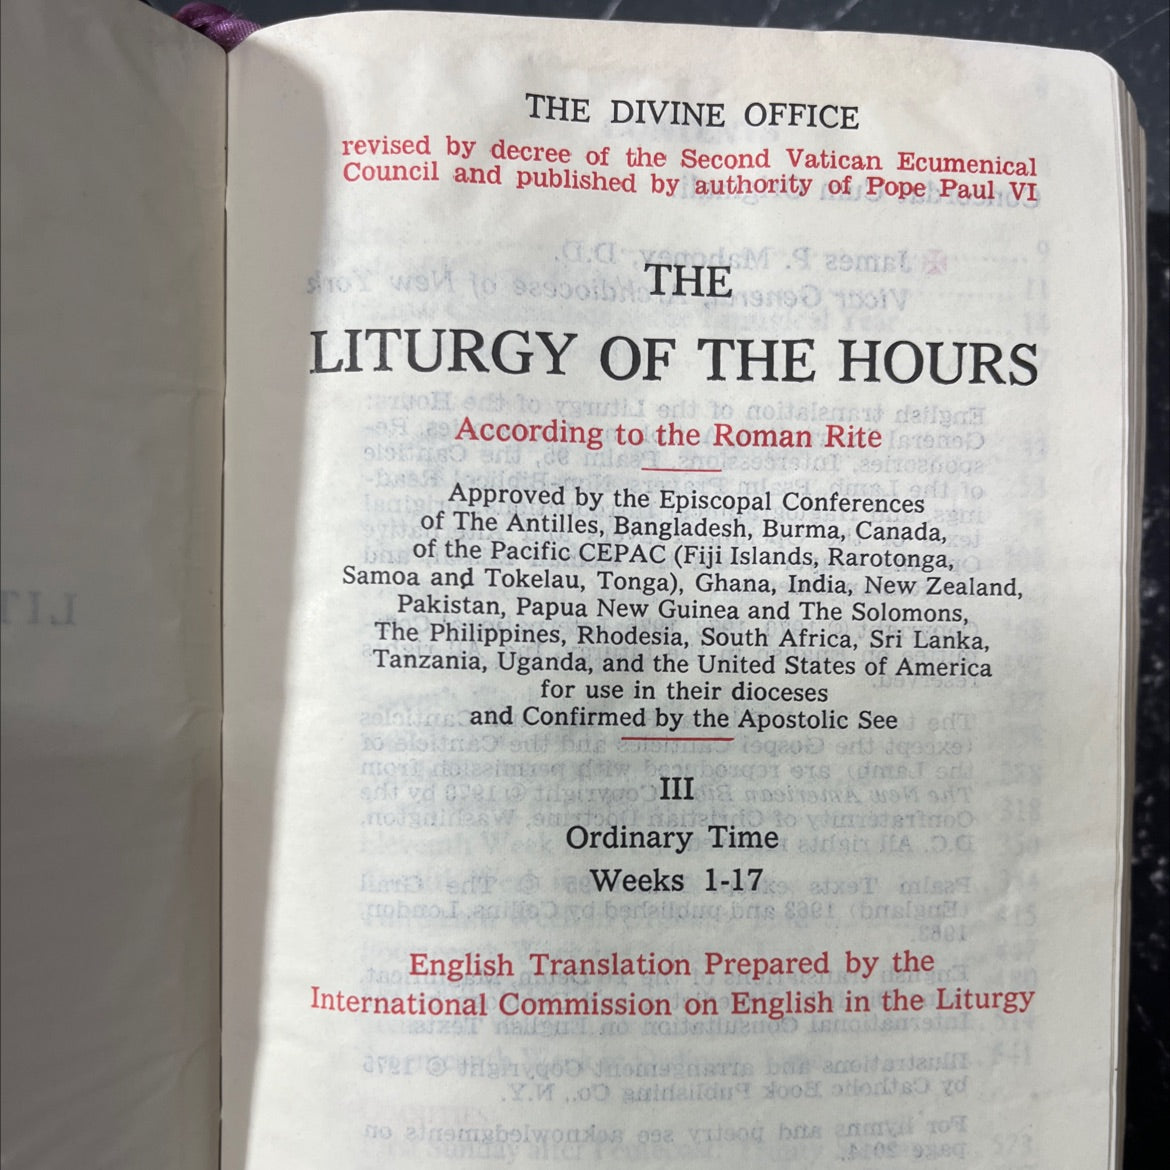 THE DIVINE OFFICE
revised by decree of the Second Vatican Ecumenical
Council and published by authority of Pope Paul VI
THE
LITURGY OF THE HOURS
According to the Roman Rite
Approved by the Episcopal Conferences
of The Antilles, Bangladesh, Burma, Canada,
of the Pacific CEPAC (Fiji Islands, Rarotonga,
Samoa and Tokelau, Tonga), Ghana, India, New Zealand,
Pakistan, Papua New Guinea and The Solomons,
The Philippines, Rhodesia, South Africa, Sri Lanka,
Tanzania, Uganda, and the United States of America
for use in their dioceses
and Confirmed by the Apostolic See
III
Ordinary Time
Weeks 1-17
English Translation Prepared by the
International Commission on English in the Liturgy